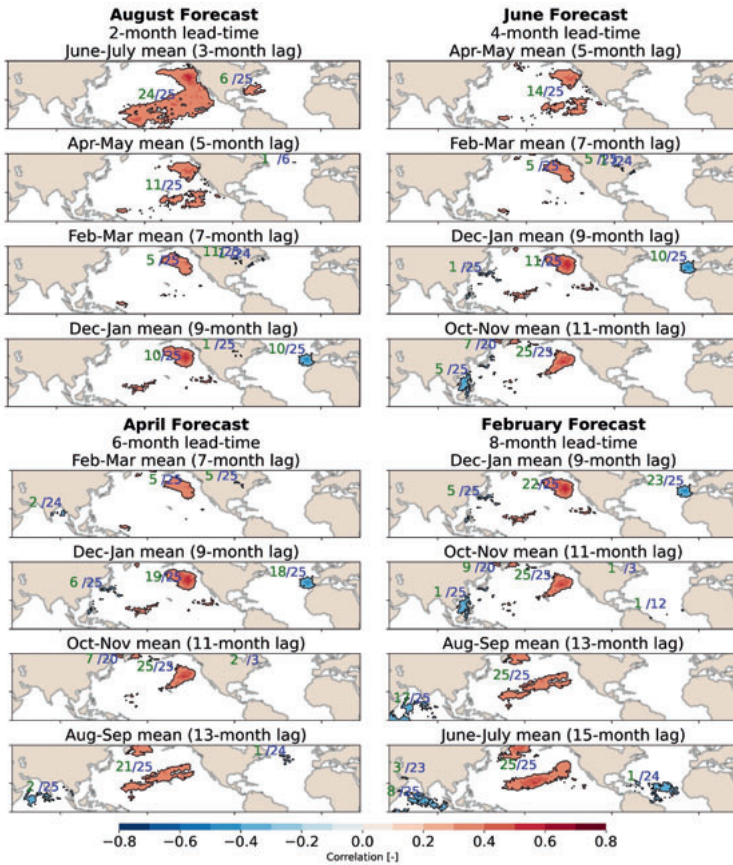 August Forecast
2-month lead-time
June-July mean (3-month lag)
24/25
6 /25
Apr-May mean (5-month lag)
11/25
1 /6
Feb-Mar mean (7-month lag)
5 /25
/24
Dec-Jan mean (9-month lag)
10/25
1 /25
10/25
June Forecast
4-month lead-time
Apr-May mean (5-month lag)
14/25
Feb-Mar mean (7-month lag)
5 /25
/24
Dec-Jan mean (9-month lag)
1 /25
11/25
10/25
Oct-Nov mean (11-month lag)
7 /20
25/25
5 /25
April Forecast
6-month lead-time
Feb-Mar mean (7-month lag)
2 /24
5 /25
5 /25
Dec-Jan mean (9-month lag)
6 /25
19/25
18/25
Oct-Nov mean (11-month lag)
7 /20
25/25
2 /3
Aug-Sep mean (13-month lag)
2 /25
21/25
1 /24
February Forecast
8-month lead-time
Dec-Jan mean (9-month lag)
5 /25
22/25
23/25
Oct-Nov mean (11-month lag)
9 /20
25/25
1 /3
1 /25
1 /12
Aug-Sep mean (13-month lag)
25/25
17/25
June-July mean (15-month lag)
3 /23
25/25
8 /25
1 /24
−0.8 −0.6 −0.4 −0.2 0.0 0.2 0.4 0.6 0.8
Correlation [-]